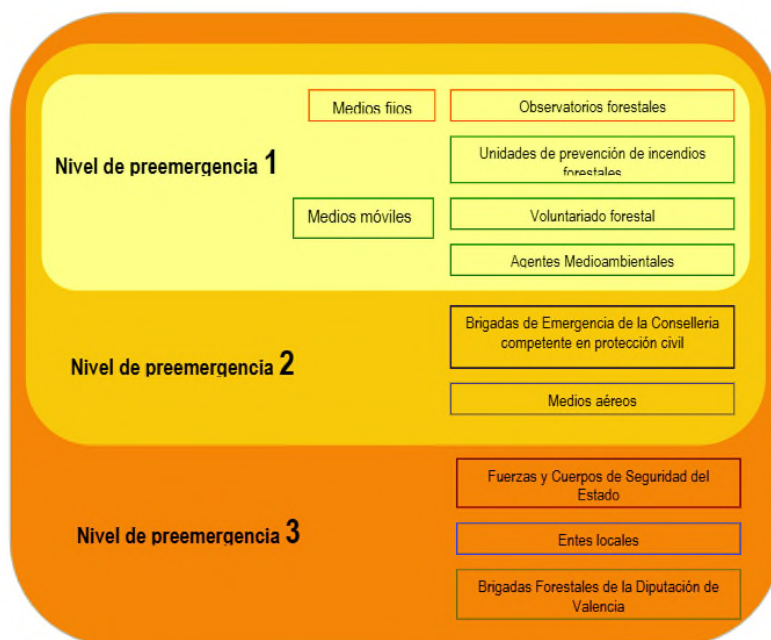 Medios fijos
Observatorios forestales
Nivel de preemergencia 1
Unidades de prevención de incendios
forestales
Medios móviles
Voluntariado forestal
Agentes Medioambientales
Brigadas de Emergencia de la Conselleria
competente en protección civil
Nivel de preemergencia 2
Medios aéreos
Fuerzas y Cuerpos de Seguridad del
Estado
Nivel de preemergencia 3
Entes locales
Brigadas Forestales de la Diputación de
Valencia